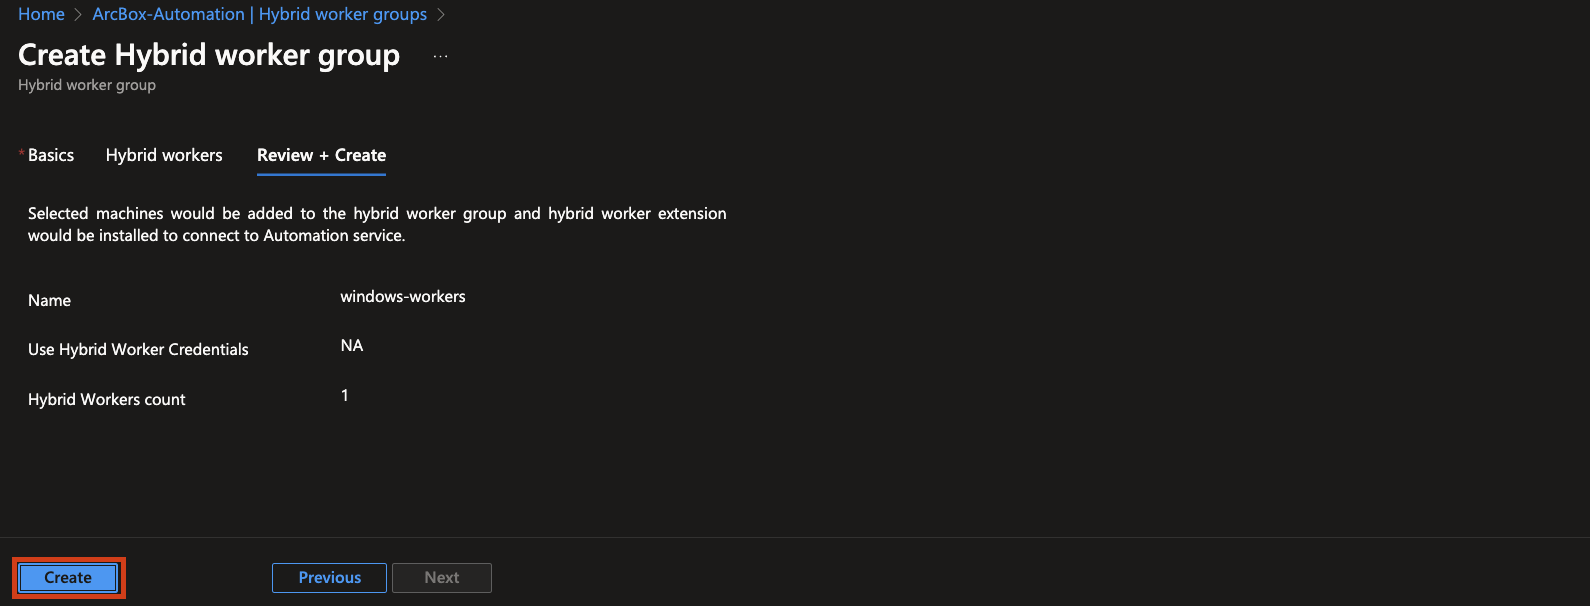 Home > ArcBox-Automation | Hybrid worker groups >
Create Hybrid worker group ...
Hybrid worker group
* Basics Hybrid workers Review + Create
Selected machines would be added to the hybrid worker group and hybrid worker extension
would be installed to connect to Automation service.
Name windows-workers
Use Hybrid Worker Credentials NA
Hybrid Workers count 1
Create Previous Next